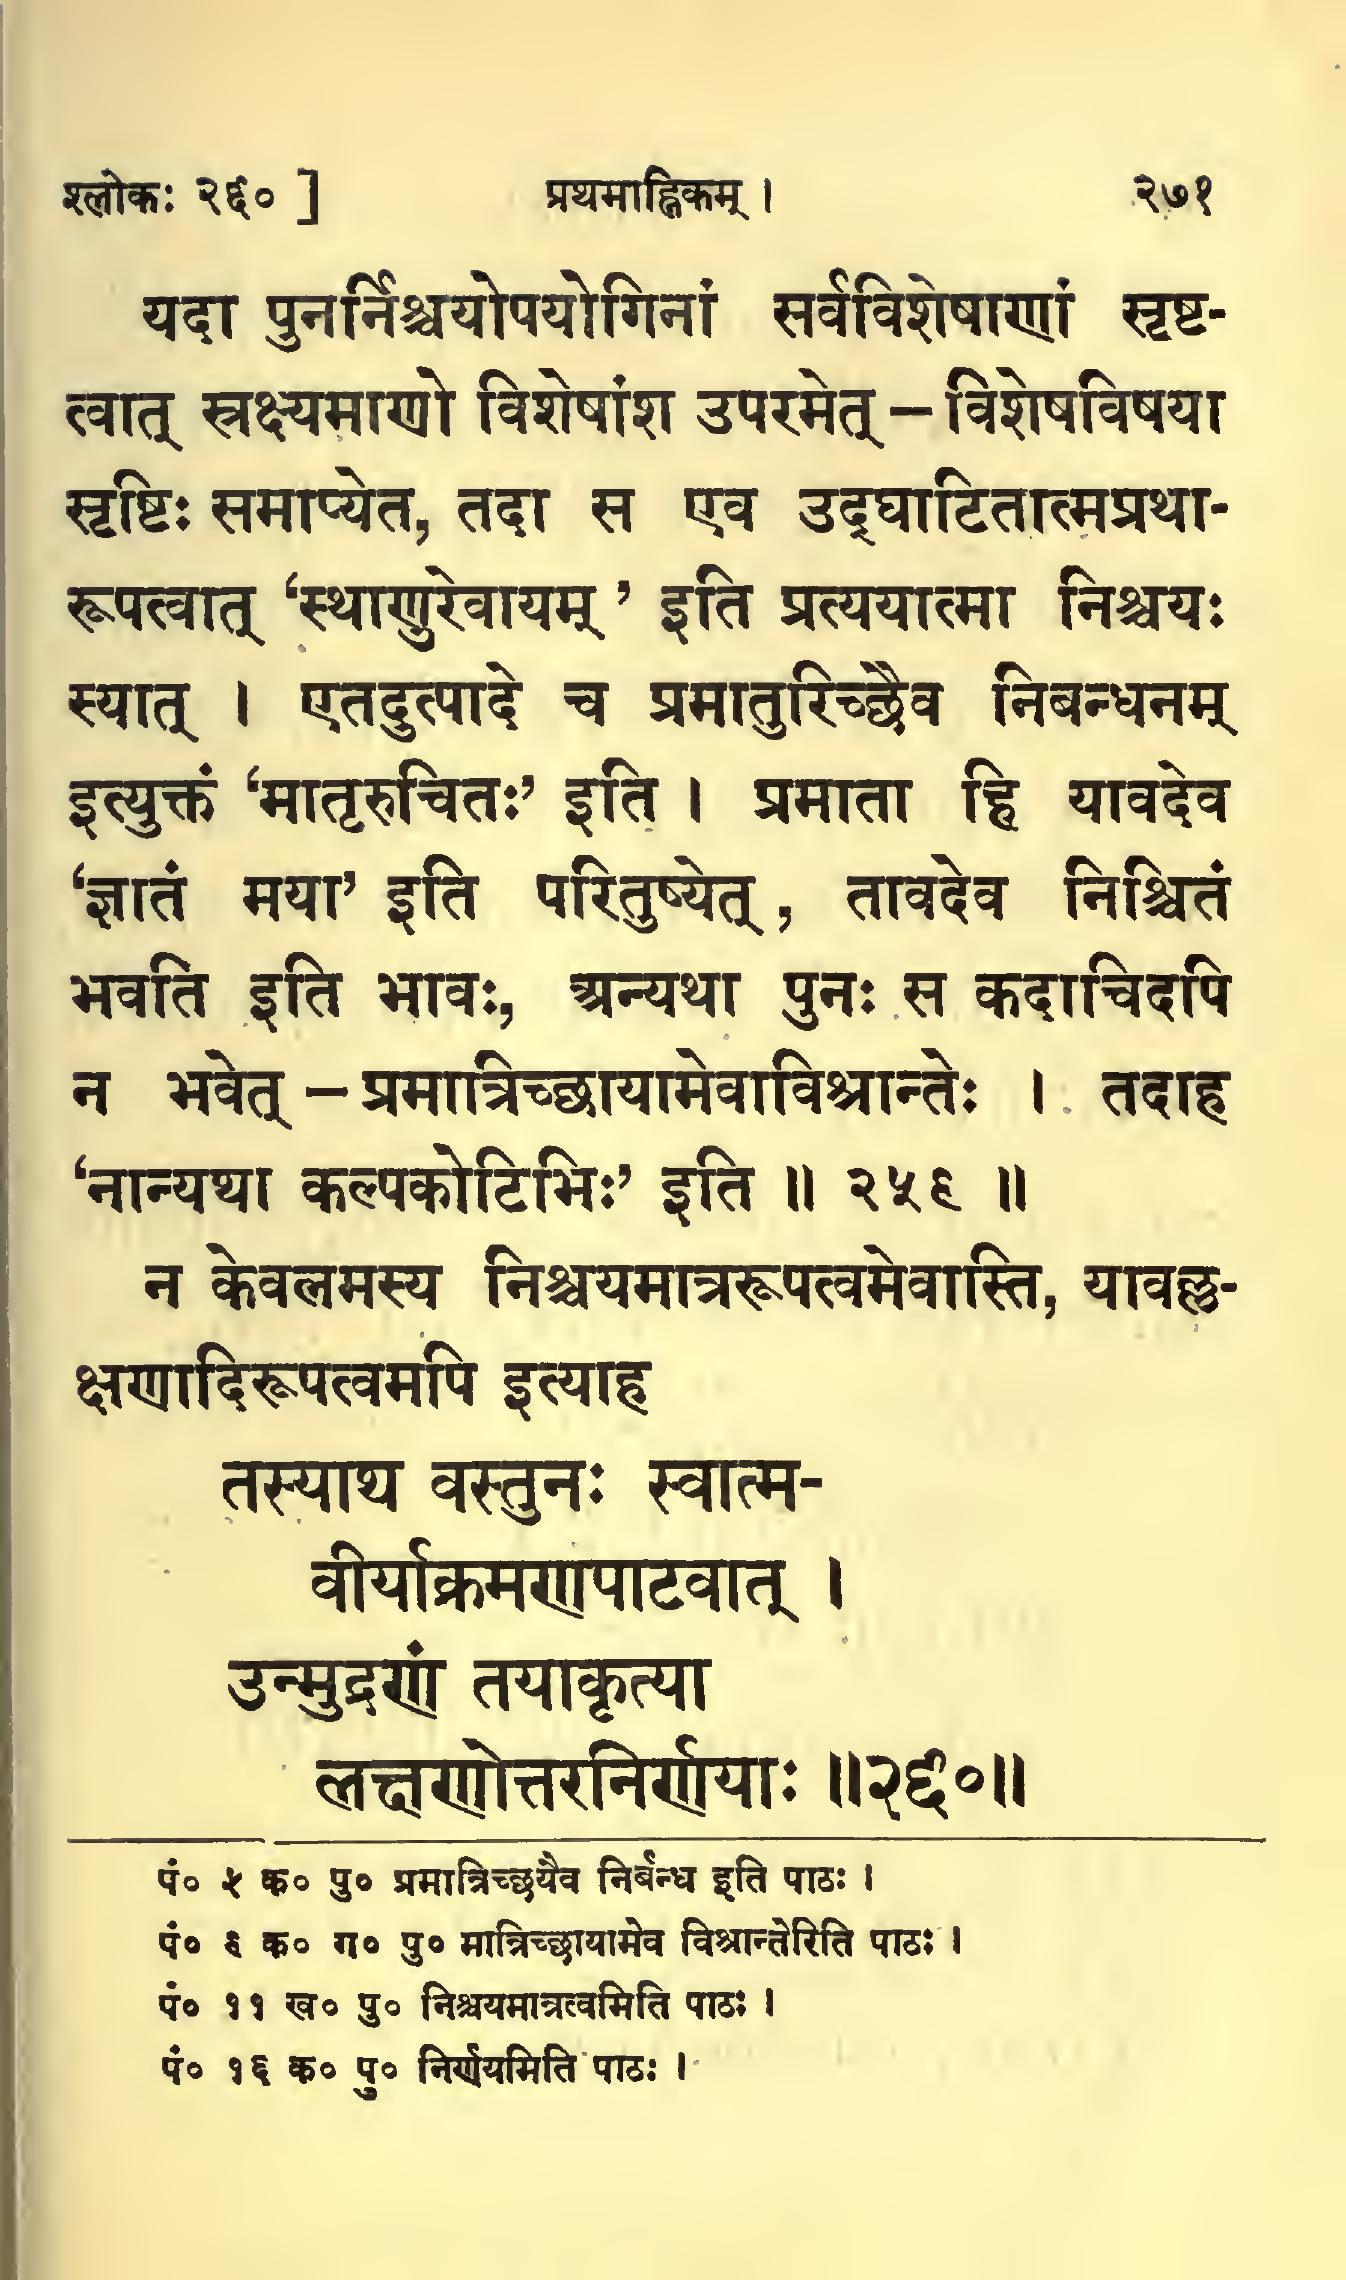 श्लोकः २६० ] प्रथमाह्निकम् । २७१
यदा पुनर्निश्चयोपयोगिनां सर्वविशेषाणां सृष्ट-
त्वात् स्रक्ष्यमाणो विशेषांश उपरमेत् – विशेषविषया
सृष्टिः समाप्येत, तदा स एव उद्घाटितात्मप्रथा-
रूपत्वात् ‘स्थाणुरेवायम् ’ इति प्रत्ययात्मा निश्चयः
स्यात् । एतदुत्पादे च प्रमातुरिच्छैव निबन्धनम्
इत्युक्तं ‘मातृरुचितः’ इति । प्रमाता हि यावदेव
‘ज्ञातं मया’ इति परितुष्येत् , तावदेव निश्चितं
भवति इति भावः, अन्यथा पुनः स कदाचिदपि
न भवेत् – प्रमात्रिच्छायामेवाविश्रान्तेः । तदाह
‘नान्यथा कल्पकोटिभिः’ इति ॥ २५९ ॥
न केवलमस्य निश्चयमात्ररूपत्वमेवास्ति, यावल्ल-
क्षणादिरूपत्वमपि इत्याह
तस्याथ वस्तुनः स्वात्म-
वीर्याक्रमणपाटवात् ।
उन्मुद्रणं तयाकृत्या
लक्षणोत्तरनिर्णयाः ॥२६०॥
पं० ५ क० पु० प्रमात्रिच्छयैव निर्बन्ध इति पाठः ।
पं० ९ क० ग० पु० मात्रिच्छायामेव विश्रान्तेरिति पाठः ।
पं० ११ ख० पु० निश्चयमात्रत्वमिति पाठः ।
पं० १६ क० पु० निर्णयमिति पाठः ।